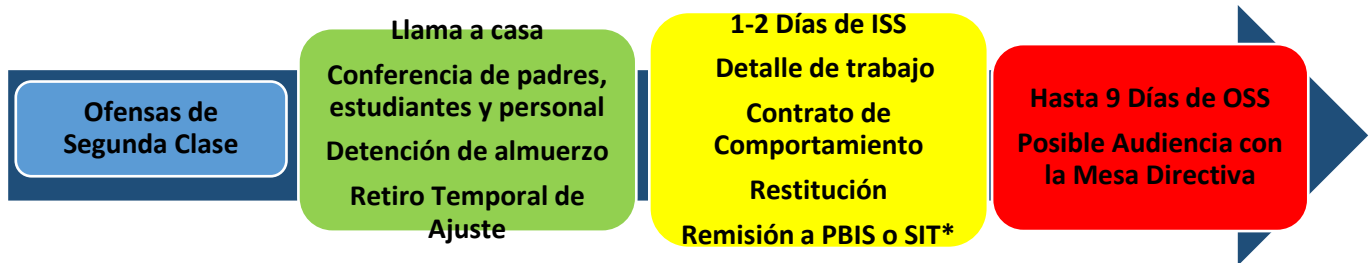 Ofensas de
Segunda Clase
Llama a casa
Conferencia de padres,
estudiantes y personal
Detención de almuerzo
Retiro Temporal de
Ajuste
1-2 Días de ISS
Detalle de trabajo
Contrato de
Comportamiento
Restitución
Remisión a PBIS o SIT*
Hasta 9 Días de OSS
Posible Audiencia con
la Mesa Directiva